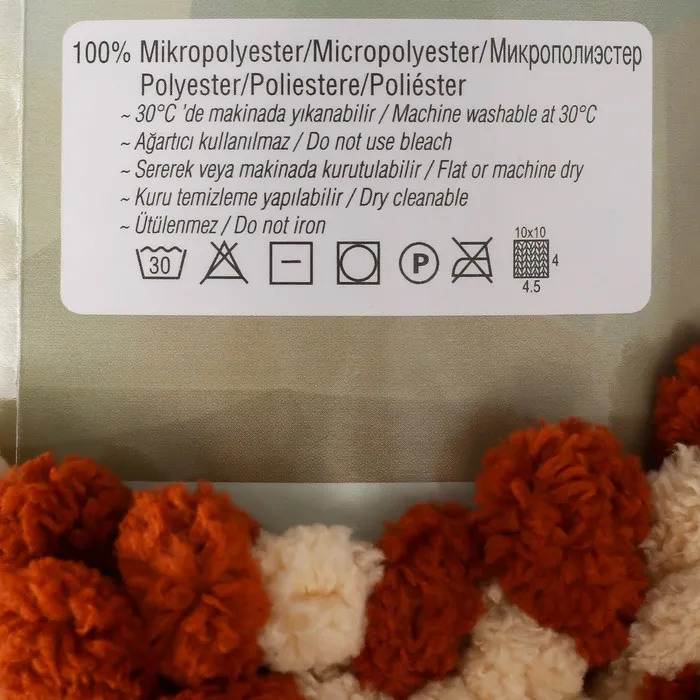 100% Mikropolyester/Micropolyester/Микрополиэстер
Polyester/Poliestere/Poliéster
~ 30°C 'de makinada yıkanabilir / Machine washable at 30°C
~ Ağartıcı kullanılmaz / Do not use bleach
~ Sererek veya makinada kurutulabilir / Flat or machine dry
~ Kuru temizleme yapılabilir / Dry cleanable
~ Ütülenmez / Do not iron
30 P 10x10 4
4.5